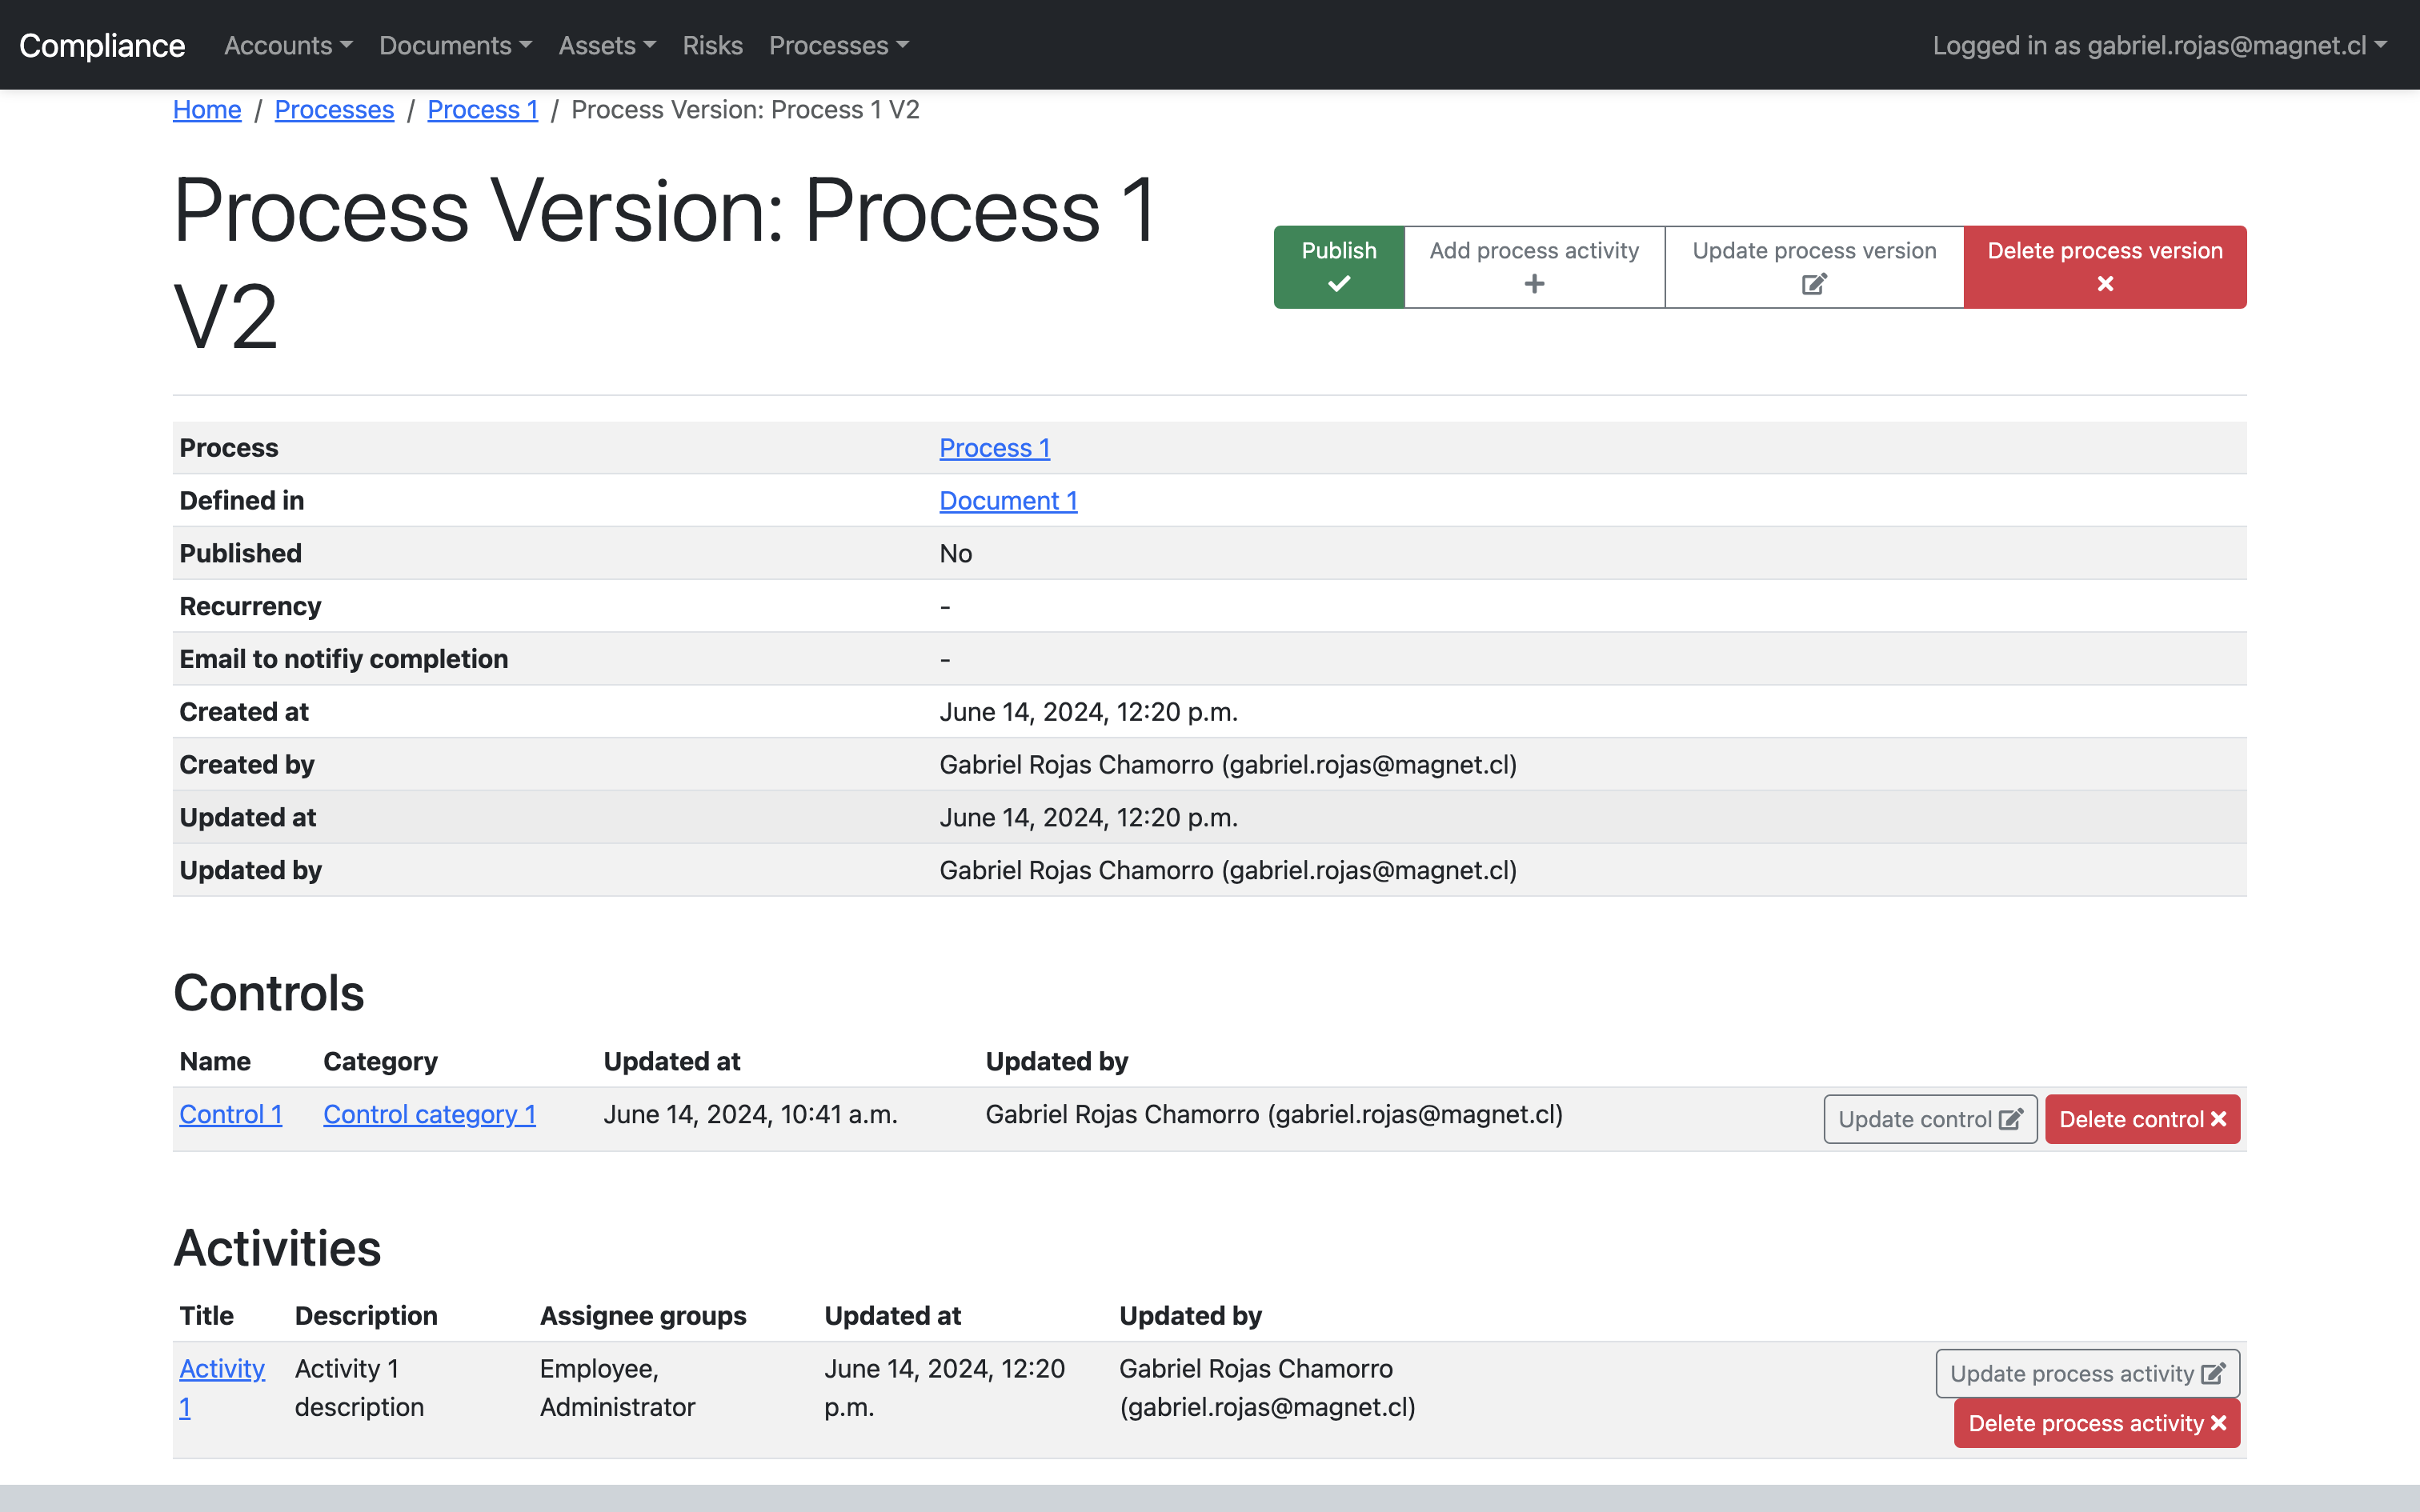 Compliance Accounts Documents Assets Risks Processes Logged in as gabriel.rojas@magnet.cl
Home / Processes / Process 1 / Process Version: Process 1 V2
Process Version: Process 1
V2
Publish Add process activity Update process version Delete process version
Process Process 1
Defined in Document 1
Published No
Recurrency -
Email to notifiy completion -
Created at June 14, 2024, 12:20 p.m.
Created by Gabriel Rojas Chamorro (gabriel.rojas@magnet.cl)
Updated at June 14, 2024, 12:20 p.m.
Updated by Gabriel Rojas Chamorro (gabriel.rojas@magnet.cl)
Controls
Name Category Updated at Updated by
Control 1 Control category 1 June 14, 2024, 10:41 a.m. Gabriel Rojas Chamorro (gabriel.rojas@magnet.cl) Update control Delete control
Activities
Title Description Assignee groups Updated at Updated by
Activity Activity 1 Employee, June 14, 2024, 12:20 Gabriel Rojas Chamorro Update process activity
1 description Administrator p.m. (gabriel.rojas@magnet.cl) Delete process activity